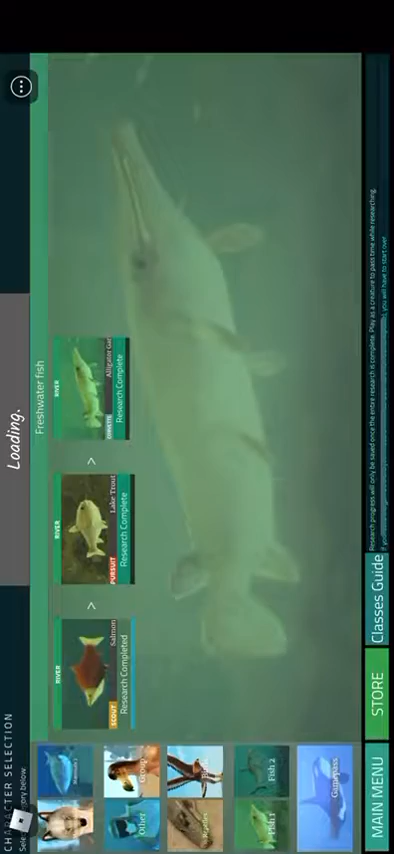 Loading.
CHARACTER SELECTION
Freshwater fish
RIVER
Salmon
SCOUT
Research Completed
>
RIVER
Lake Trout
PURSUIT
Research Complete
>
RIVER
Alligator Gar
Research Complete
Group
Other
Fish 2
Fish 1
Gamepass
MAIN MENU
STORE
Classes Guide
Research progress will only be saved once the entire research is complete. Play as a creature to pass time while researching.
you will have to start over.